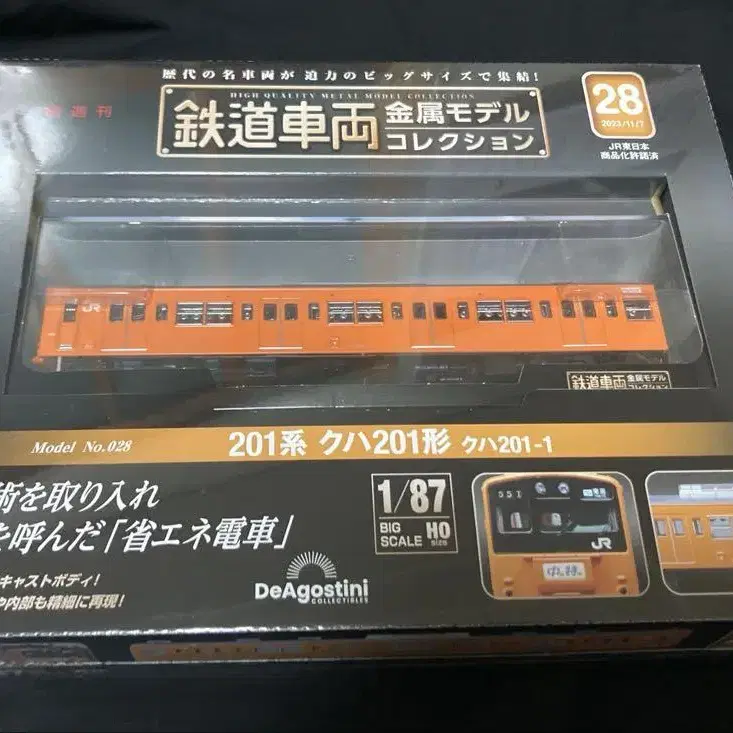 歴代の名車両が 迫力のビッグサイズで集結!
HIGH QUALITY METAL MODEL COLLECTION
隔週刊
鉄道車両 金属モデル
コレクション
28
2023/11/7
JR東日本
商品化許諾済
JR
鉄道車両 金属モデル
コレクション
Model No.028
201系 クハ201形 クハ201-1
術を取り入れ
を呼んだ「省エネ電車」
キャストボディ!
や内部も精細に再現!
1/87
BIG
SCALE
HO
size
DeAgostini
COLLECTIBLES
551
JR